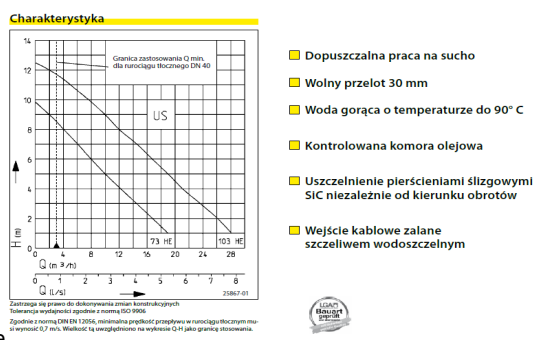 Charakterystyka
14
12
10
8
6
4
2
0
H (m)
Granica zastosowania Q min.
dla rurociągu tłocznego DN 40
US
73 HE
103 HE
4 8 12 16 20 24 28
Q (m³/h)
0 1 2 3 4 5 6 7 8
Q (l/s)
25867-01
Zastrzega się prawo do dokonywania zmian konstrukcyjnych
Tolerancja wydajności zgodnie z normą ISO 9906
Zgodnie z normą DIN EN 12056, minimalna prędkość przepływu w rurociągu tłocznym mu-
si wynosić 0,7 m/s. Wielkość tą uwzględniono na wykresie Q-H jako granicę stosowania.
Dopuszczalna praca na sucho
Wolny przelot 30 mm
Woda gorąca o temperaturze do 90° C
Kontrolowana komora olejowa
Uszczelnienie pierścieniami ślizgowymi
SiC niezależnie od kierunku obrotów
Wejście kablowe zalane
szczeliwem wodoszczelnym
LGA
Bauart
geprüft
e